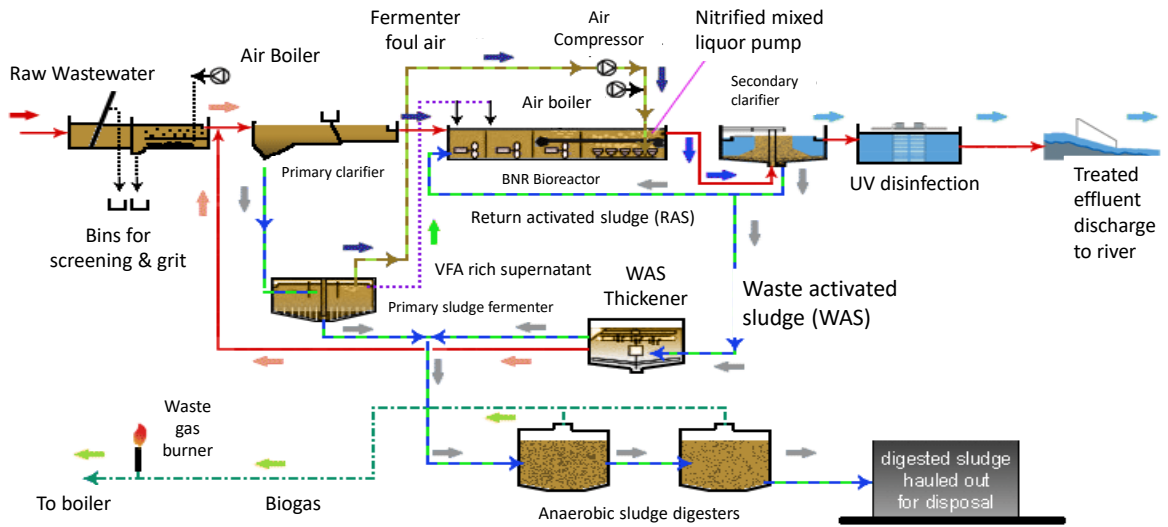 Raw Wastewater
Air Boiler
Fermenter
foul air
Air
Compressor
Nitrified mixed
liquor pump
Secondary
clarifier
Air boiler
Primary clarifier
BNR Bioreactor
UV disinfection
Treated
effluent
discharge
to river
Bins for
screening & grit
Return activated sludge (RAS)
VFA rich supernatant
WAS
Thickener
Waste activated
sludge (WAS)
Primary sludge fermenter
Waste
gas
burner
To boiler
Biogas
Anaerobic sludge digesters
digested sludge
hauled out
for disposal